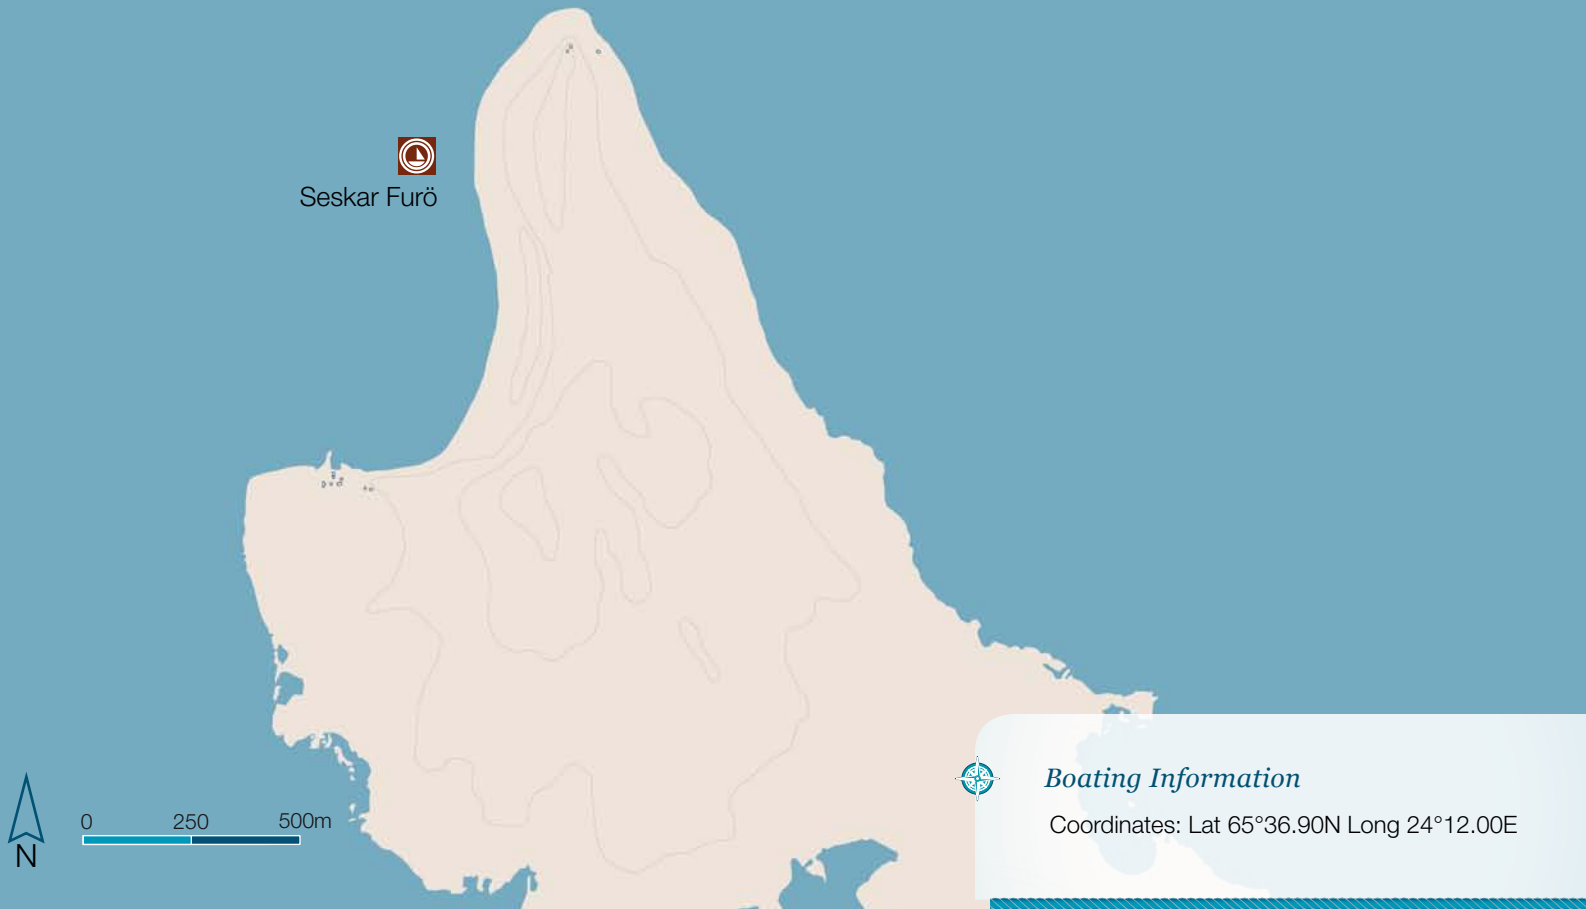 Seskar Furö
0 250 500m
N
Boating Information
Coordinates: Lat 65°36.90N Long 24°12.00E